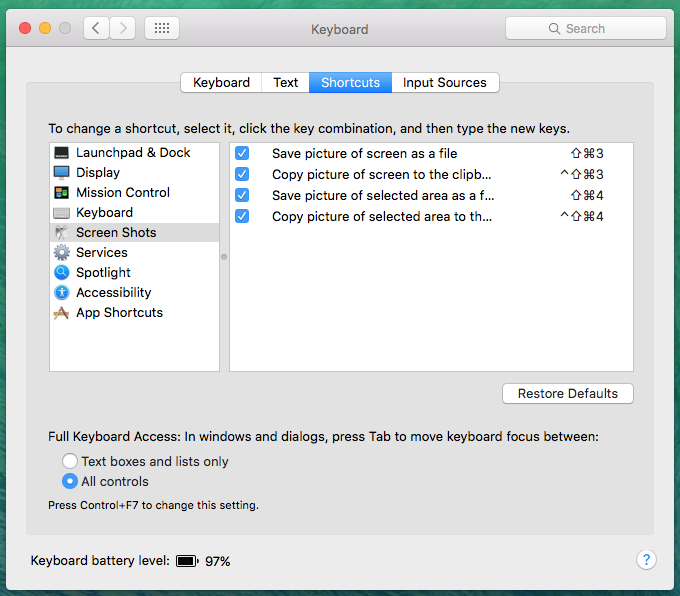 Keyboard
Search
Keyboard Text Shortcuts Input Sources
To change a shortcut, select it, click the key combination, and then type the new keys.
Launchpad & Dock
Display
Mission Control
Keyboard
Screen Shots
Services
Spotlight
Accessibility
App Shortcuts
Save picture of screen as a file ⇧⌘3
Copy picture of screen to the clipb... ^⇧⌘3
Save picture of selected area as a f... ⇧⌘4
Copy picture of selected area to th... ^⇧⌘4
Restore Defaults
Full Keyboard Access: In windows and dialogs, press Tab to move keyboard focus between:
Text boxes and lists only
All controls
Press Control+F7 to change this setting.
Keyboard battery level: 97%
?